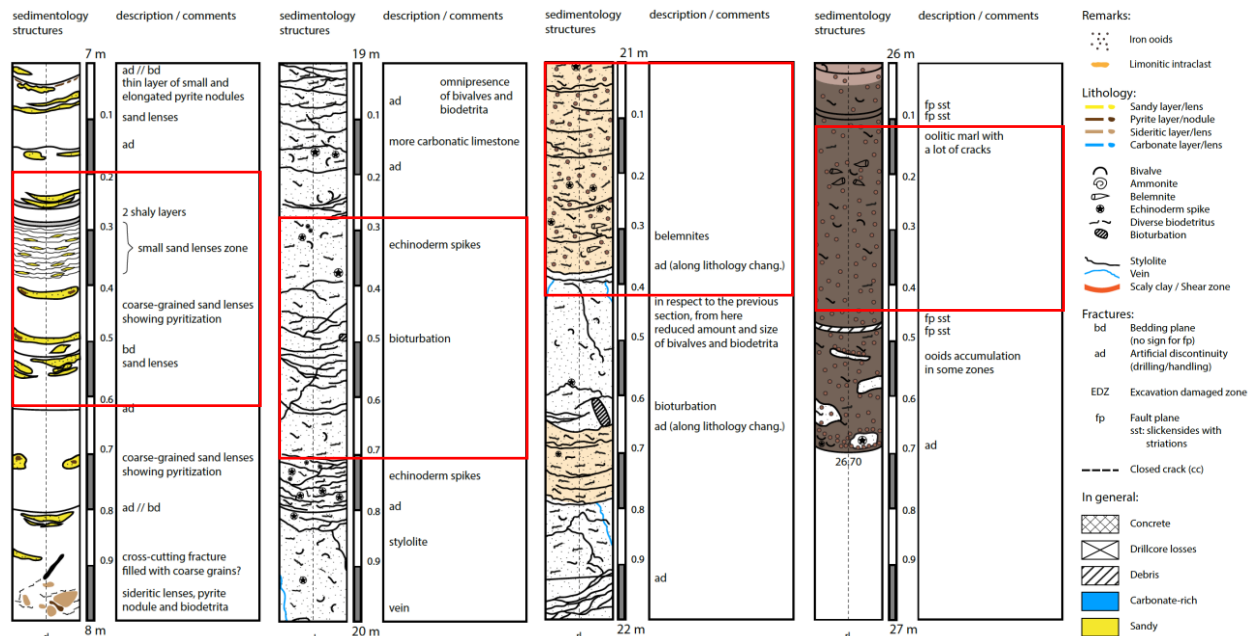 sedimentology
structures
description / comments
7 m
ad // bd
thin layer of small and
elongated pyrite nodules
0.1
sand lenses
ad
0.2
2 shaly layers
0.3
small sand lenses zone
0.4
coarse-grained sand lenses
showing pyritization
0.5
bd
sand lenses
0.6
ad
0.7
coarse-grained sand lenses
showing pyritization
0.8
ad // bd
0.9
cross-cutting fracture
filled with coarse grains?
sideritic lenses, pyrite
nodule and biodetrita
8 m
sedimentology
structures
description / comments
19 m
omnipresence
of bivalves and
biodetrita
ad
0.1
more carbonatic limestone
ad
0.2
0.3
echinoderm spikes
0.4
0.5
bioturbation
0.6
0.7
echinoderm spikes
0.8
ad
stylolite
0.9
vein
20 m
sedimentology
structures
description / comments
21 m
0.1
0.2
0.3
belemnites
ad (along lithology chang.)
0.4
in respect to the previous
section, from here
reduced amount and size
of bivalves and biodetrita
0.5
0.6
bioturbation
ad (along lithology chang.)
0.7
0.8
0.9
ad
22 m
sedimentology
structures
description / comments
26 m
fp sst
0.1
fp sst
oolitic marl with
a lot of cracks
0.2
0.3
0.4
fp sst
fp sst
0.5
ooids accumulation
in some zones
0.6
0.7
ad
26.70
0.8
0.9
27 m
Remarks:
Iron ooids
Limonitic intraclast
Lithology:
Sandy layer/lens
Pyrite layer/nodule
Sideritic layer/lens
Carbonate layer/lens
Bivalve
Ammonite
Belemnite
Echinoderm spike
Diverse biodetritus
Bioturbation
Stylolite
Vein
Scaly clay / Shear zone
Fractures:
bd Bedding plane
(no sign for fp)
ad Artificial discontinuity
(drilling/handling)
EDZ Excavation damaged zone
fp Fault plane
sst: slickensides with
striations
Closed crack (cc)
In general:
Concrete
Drillcore losses
Debris
Carbonate-rich
Sandy